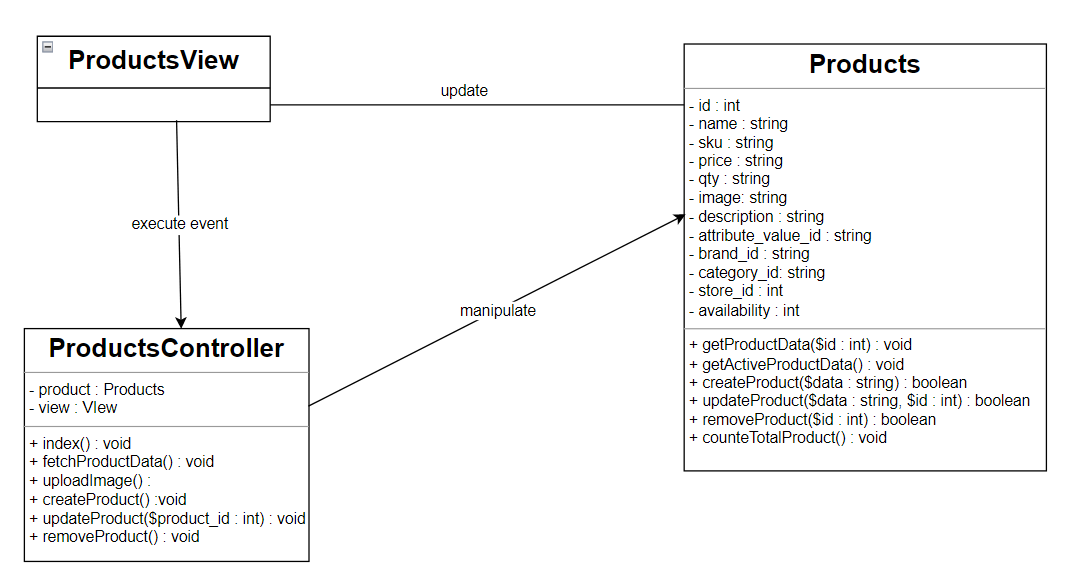 ProductsView
update
execute event
manipulate
Products
- id : int
- name : string
- sku : string
- price : string
- qty : string
- image: string
- description : string
- attribute_value_id : string
- brand_id : string
- category_id: string
- store_id : int
- availability : int
+ getProductData($id : int) : void
+ getActiveProductData() : void
+ createProduct($data : string) : boolean
+ updateProduct($data : string, $id : int) : boolean
+ removeProduct($id : int) : boolean
+ counteTotalProduct() : void
ProductsController
- product : Products
- view : VIew
+ index() : void
+ fetchProductData() : void
+ uploadImage() :
+ createProduct() :void
+ updateProduct($product_id : int) : void
+ removeProduct() : void